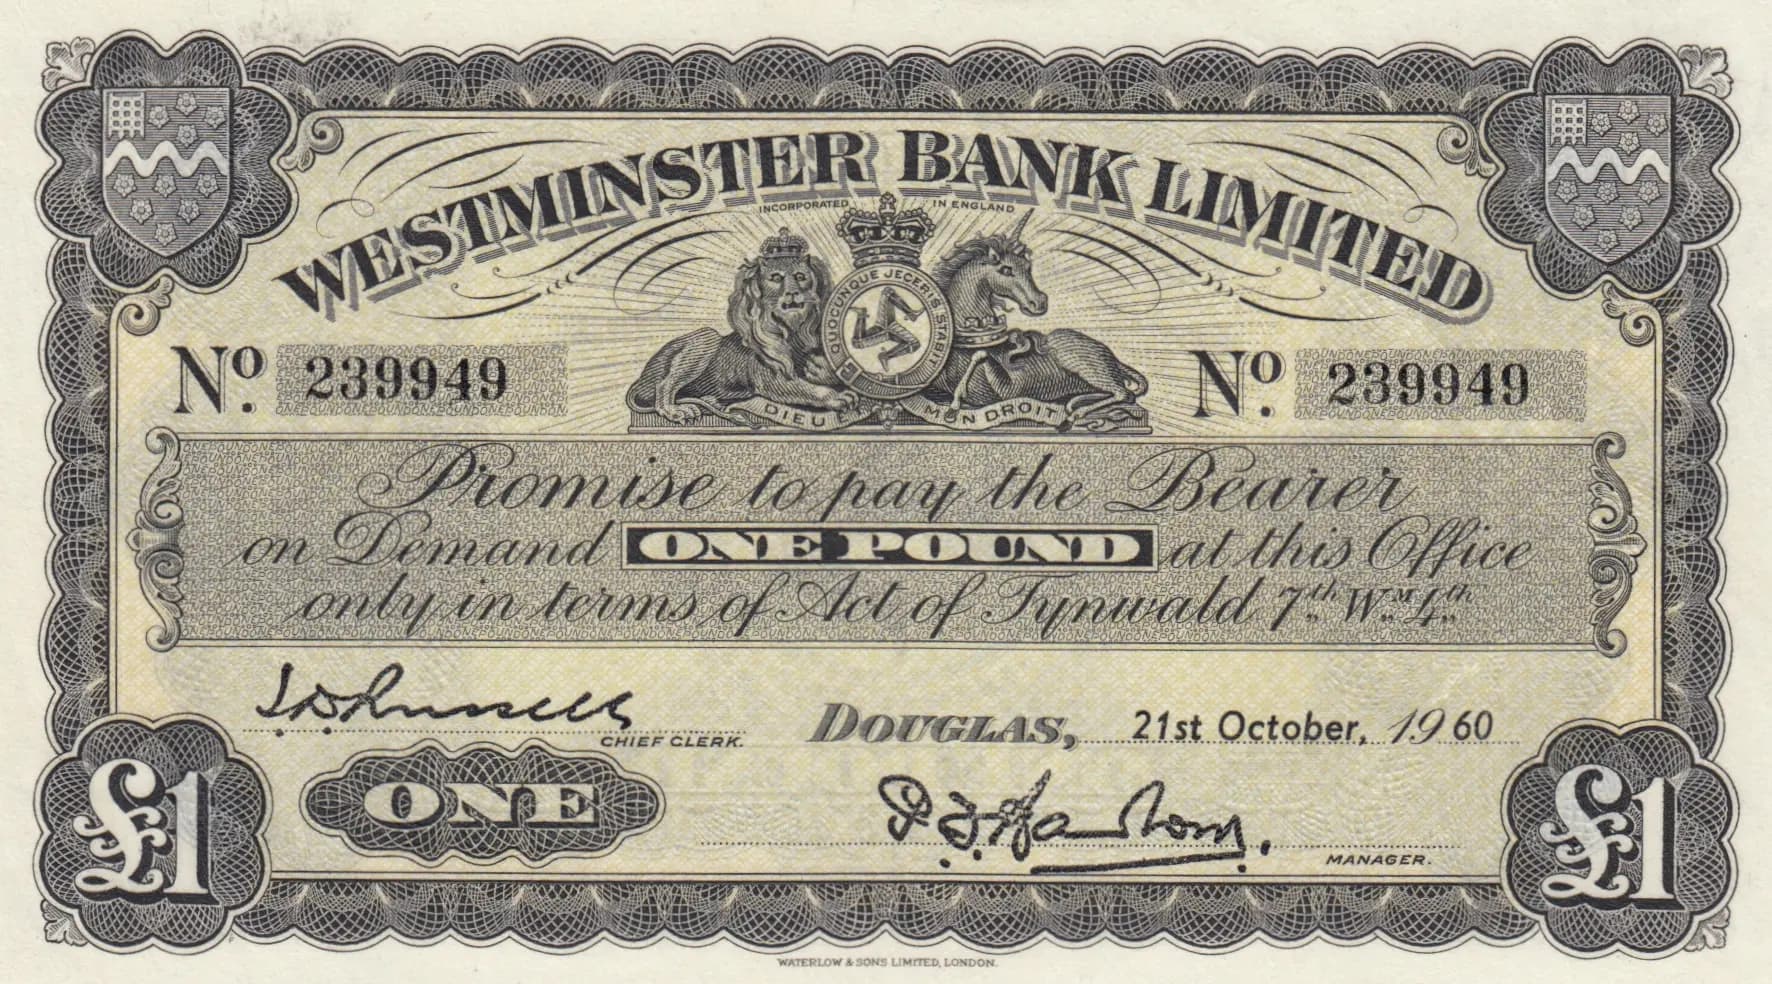 WESTMINSTER BANK LIMITED
INCORPORATED IN ENGLAND
QUOCUNQUE JECERIS STABIT
No. 239949
No. 239949
DIEU ET MON DROIT
Promise to pay the Bearer
on Demand ONE POUND at this Office
only in terms of Act of Tynwald 7th Wm. 4th
CHIEF CLERK.
DOUGLAS, 21st October, 1960
ONE
MANAGER.
£1
£1
WATERLOW & SONS LIMITED, LONDON.